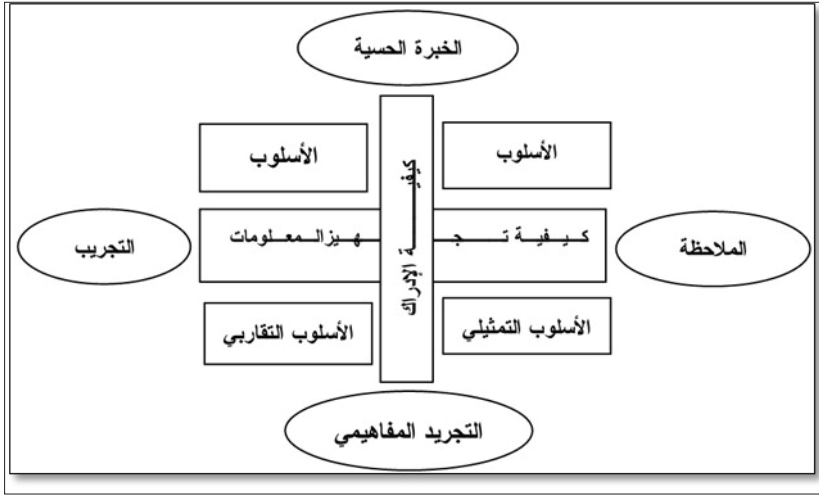 الخبرة الحسية
الأسلوب
الأسلوب
كيفية الإدراك
كيفية تجهيز المعلومات
الملاحظة
التجريب
الأسلوب التمثيلي
الأسلوب التقاربي
التجريد المفاهيمي